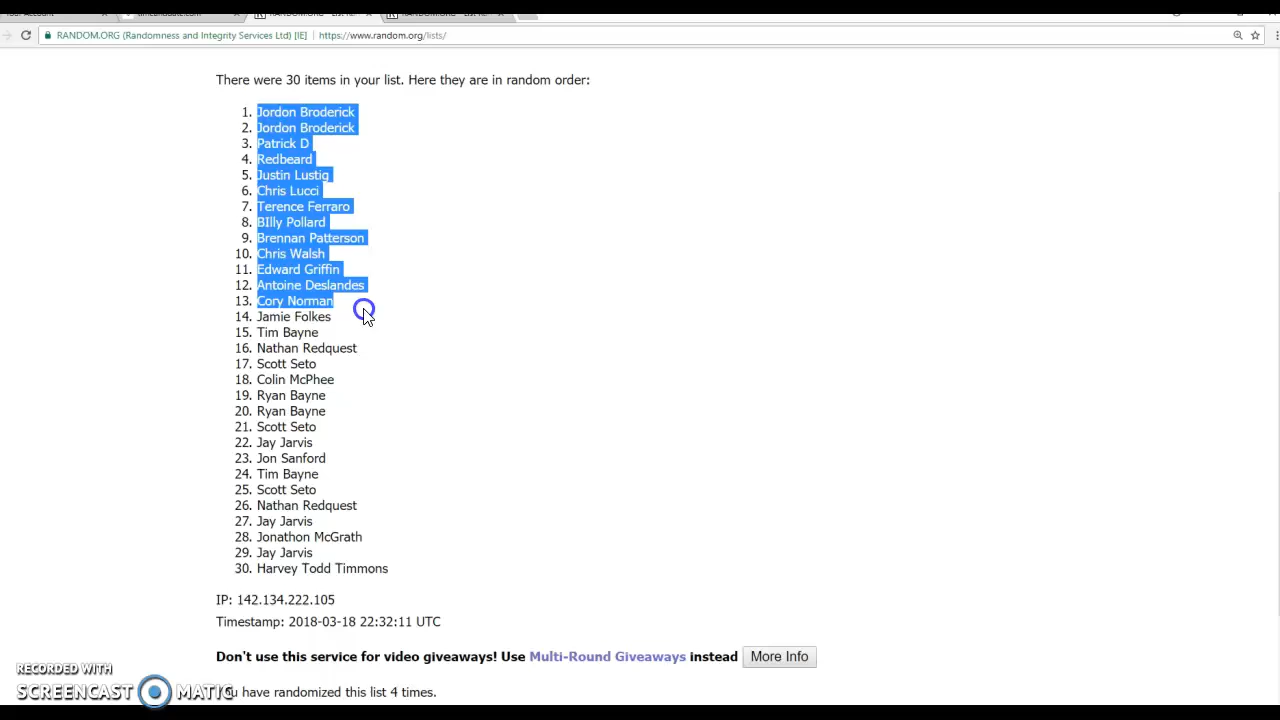 RANDOM.ORG (Randomness and Integrity Services Ltd) [IE] https://www.random.org/lists/
There were 30 items in your list. Here they are in random order:
1. Jordon Broderick
2. Jordon Broderick
3. Patrick D
4. Redbeard
5. Justin Lustig
6. Chris Lucci
7. Terence Ferraro
8. BIlly Pollard
9. Brennan Patterson
10. Chris Walsh
11. Edward Griffin
12. Antoine Deslandes
13. Cory Norman
14. Jamie Folkes
15. Tim Bayne
16. Nathan Redquest
17. Scott Seto
18. Colin McPhee
19. Ryan Bayne
20. Ryan Bayne
21. Scott Seto
22. Jay Jarvis
23. Jon Sanford
24. Tim Bayne
25. Scott Seto
26. Nathan Redquest
27. Jay Jarvis
28. Jonathon McGrath
29. Jay Jarvis
30. Harvey Todd Timmons
IP: 142.134.222.105
Timestamp: 2018-03-18 22:32:11 UTC
Don't use this service for video giveaways! Use Multi-Round Giveaways instead More Info
RECORDED WITH
SCREENCAST MATIC
u have randomized this list 4 times.